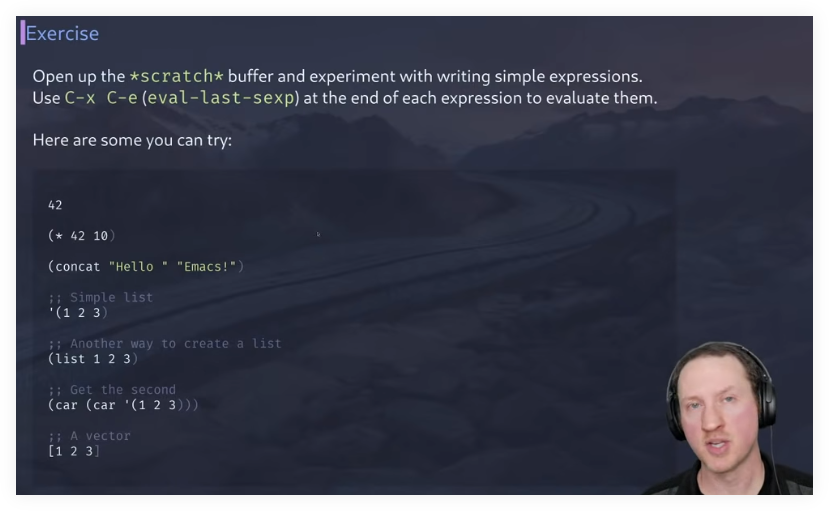 Exercise
Open up the *scratch* buffer and experiment with writing simple expressions.
Use C-x C-e (eval-last-sexp) at the end of each expression to evaluate them.
Here are some you can try:
42
(* 42 10)
(concat "Hello " "Emacs!")
;; Simple list
'(1 2 3)
;; Another way to create a list
(list 1 2 3)
;; Get the second
(car (car '(1 2 3)))
;; A vector
[1 2 3]